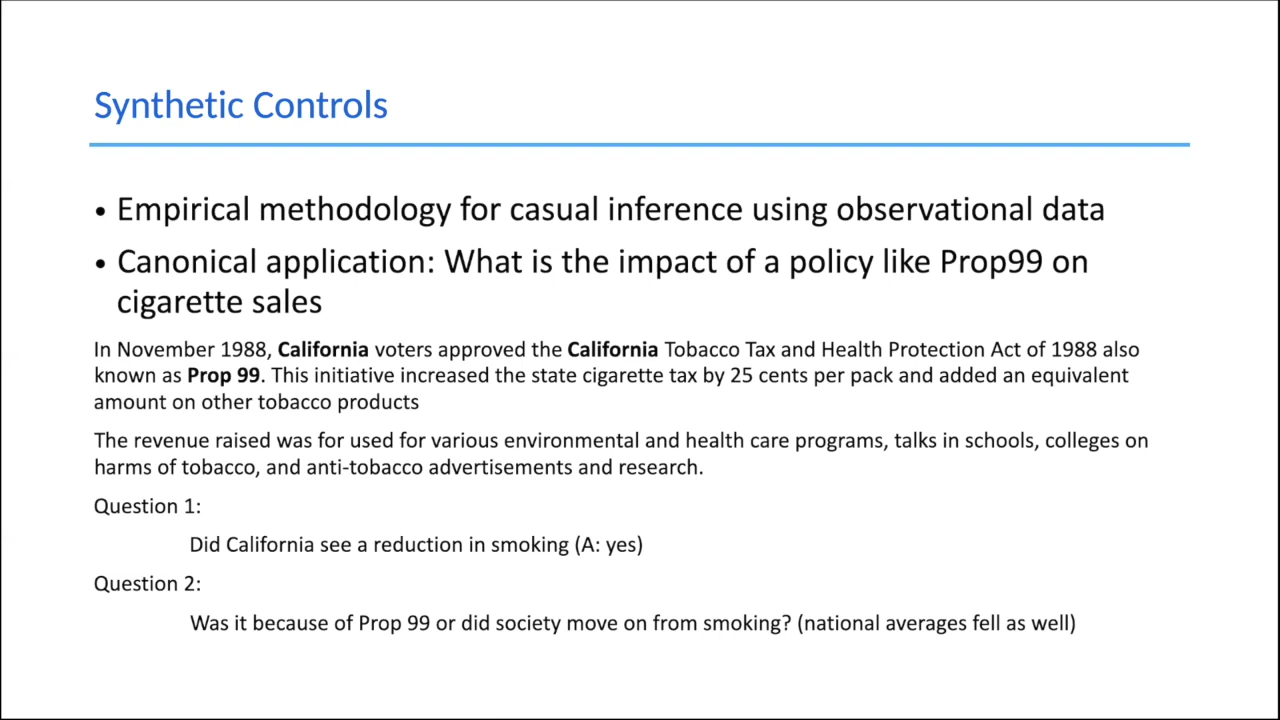 Synthetic Controls
• Empirical methodology for casual inference using observational data
• Canonical application: What is the impact of a policy like Prop99 on
cigarette sales
In November 1988, California voters approved the California Tobacco Tax and Health Protection Act of 1988 also
known as Prop 99. This initiative increased the state cigarette tax by 25 cents per pack and added an equivalent
amount on other tobacco products
The revenue raised was for used for various environmental and health care programs, talks in schools, colleges on
harms of tobacco, and anti-tobacco advertisements and research.
Question 1:
Did California see a reduction in smoking (A: yes)
Question 2:
Was it because of Prop 99 or did society move on from smoking? (national averages fell as well)